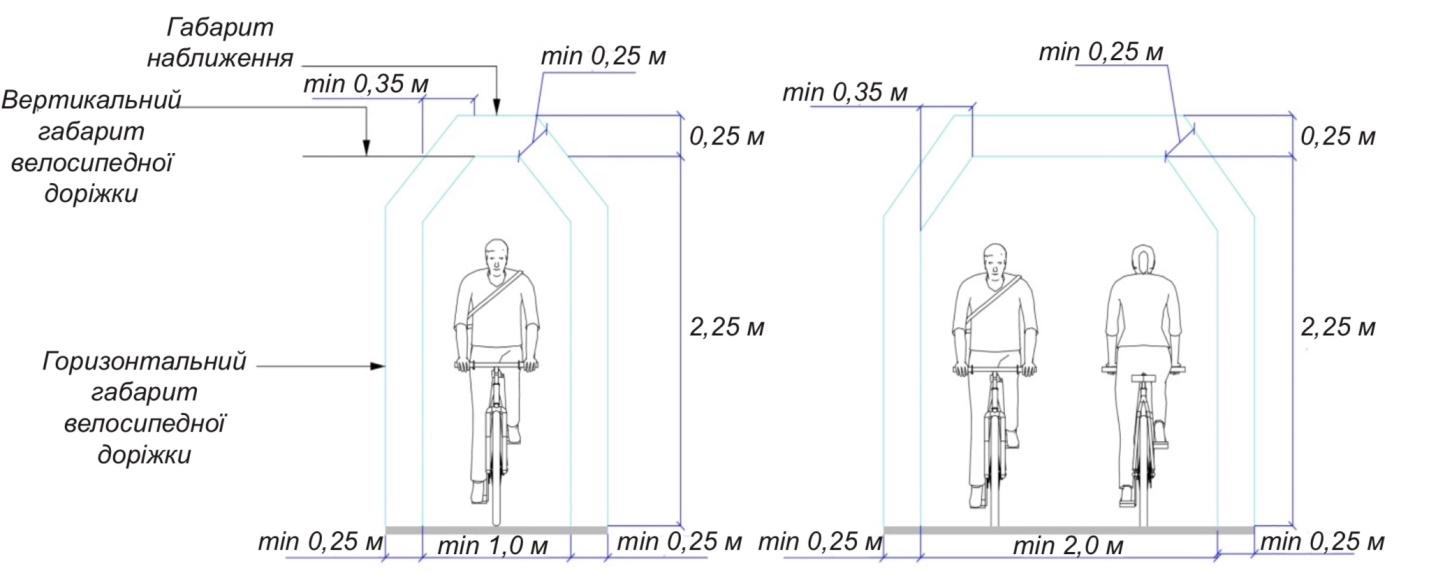 Габарит
наближення
min 0,35 м
min 0,25 м
Вертикальний
габарит
велосипедної
доріжки
0,25 м
2,25 м
Горизонтальний
габарит
велосипедної
доріжки
min 0,25 м
min 1,0 м
min 0,25 м
min 0,35 м
min 0,25 м
0,25 м
2,25 м
min 0,25 м
min 2,0 м
min 0,25 м